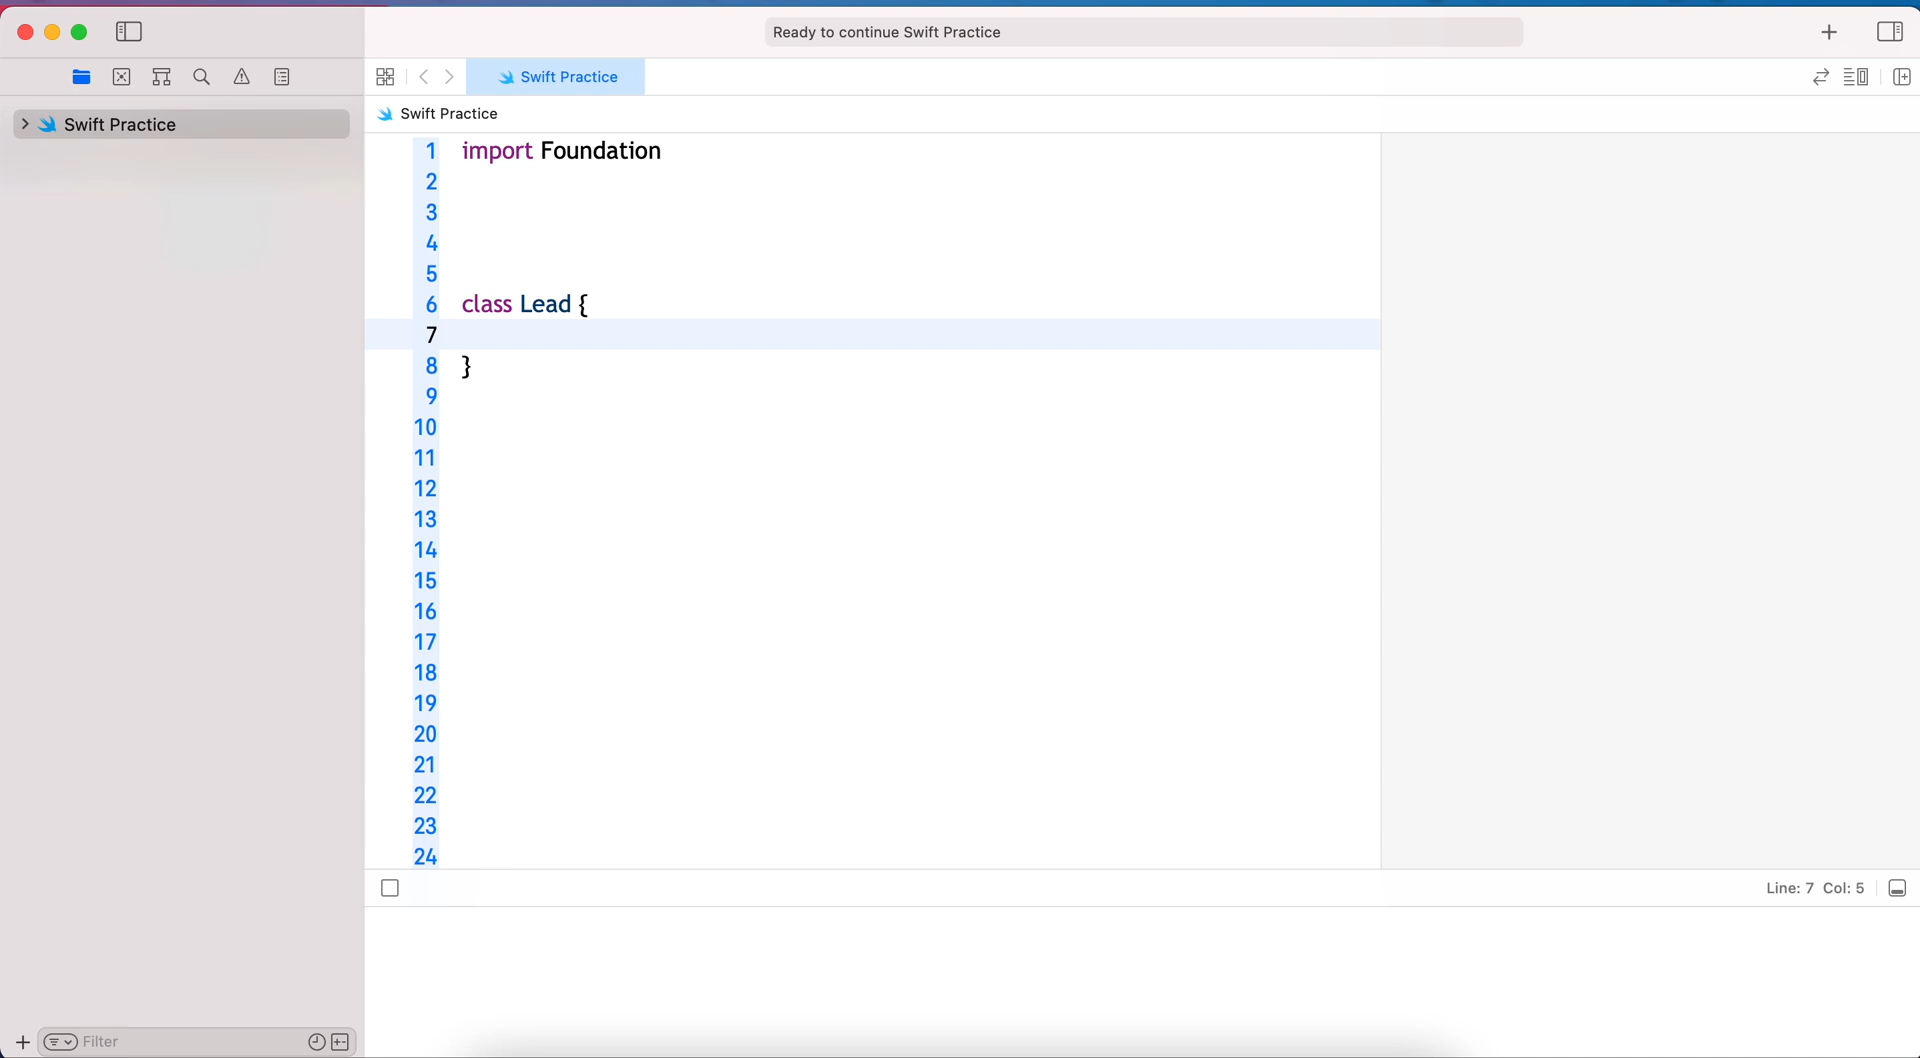 Ready to continue Swift Practice
Swift Practice
Swift Practice
Swift Practice
1 import Foundation
2
3
4
5
6 class Lead {
7
8 }
9
10
11
12
13
14
15
16
17
18
19
20
21
22
23
24
Line: 7 Col: 5
Filter